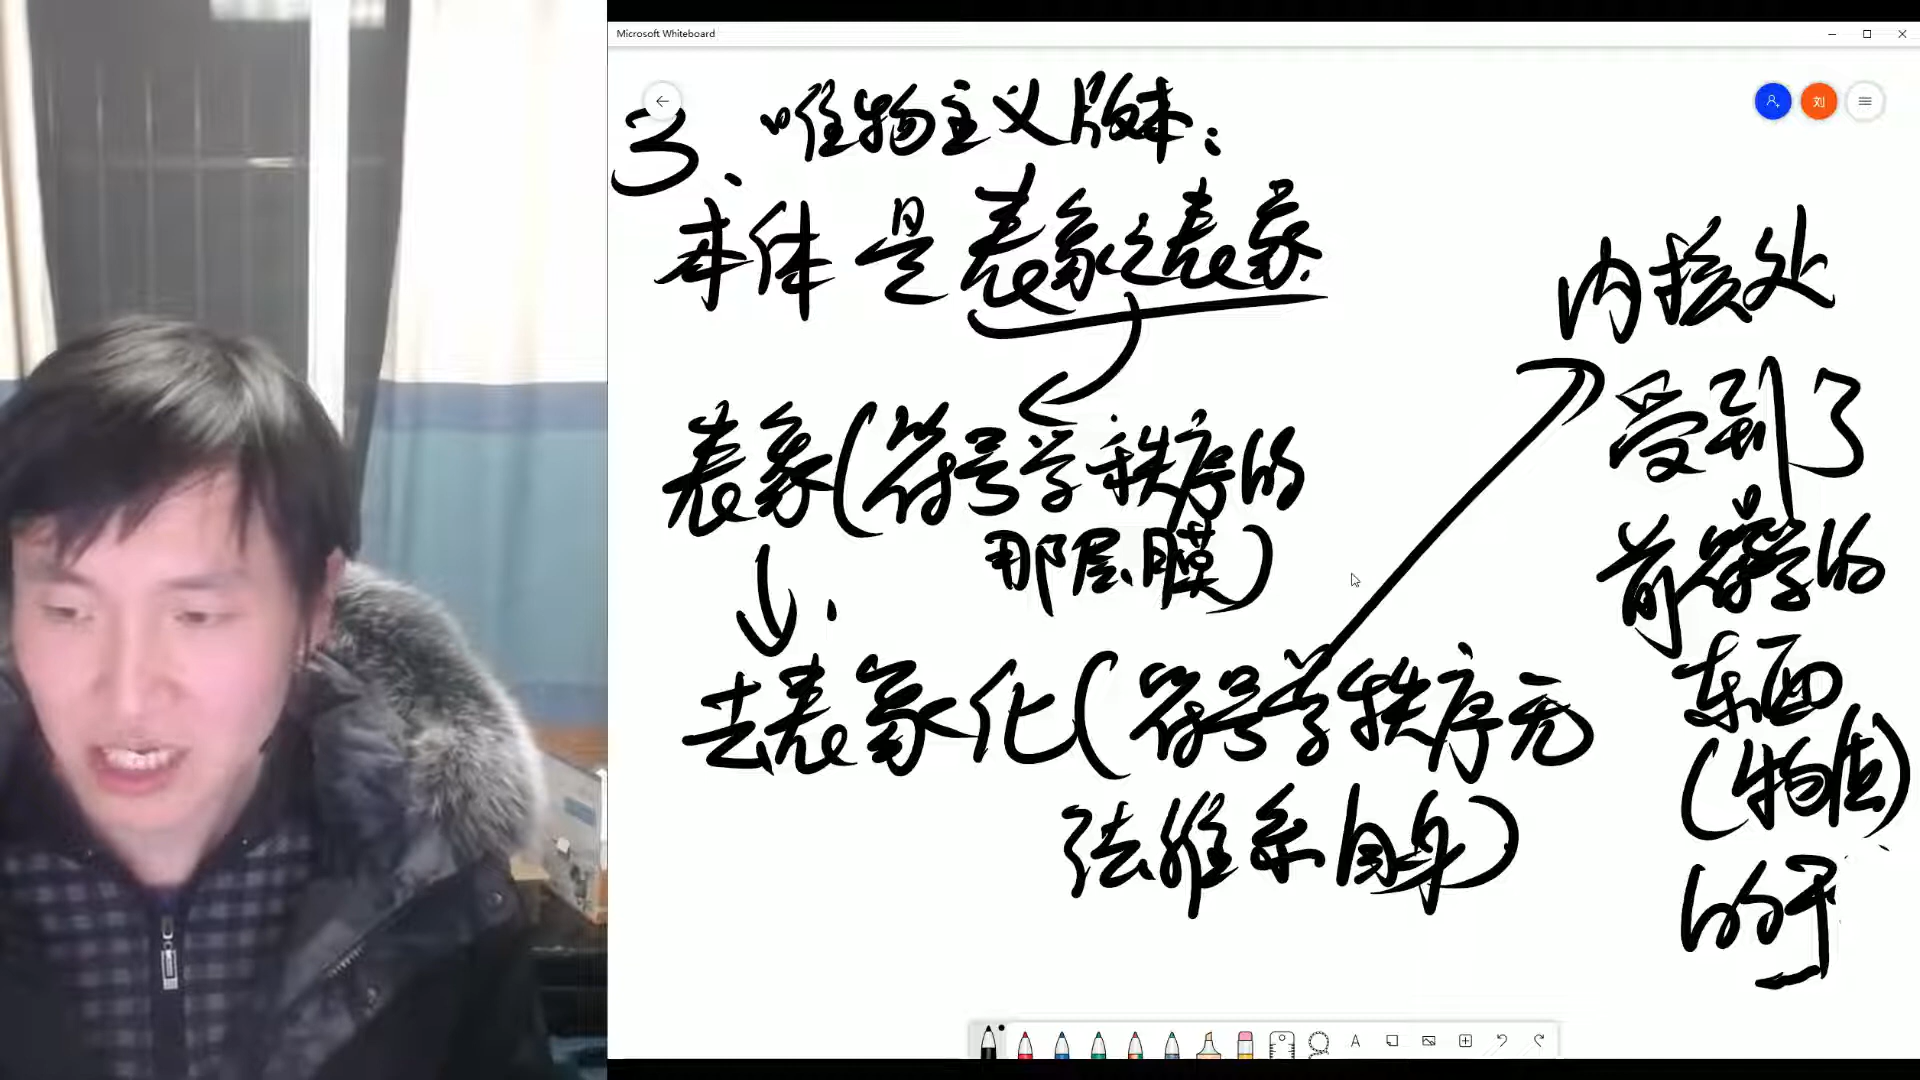 Microsoft Whiteboard
刘
3、唯物主义版本：
本体是表象之表象.
表象(符号学秩序的
那层膜)
↓.
去表象化(符号学秩序无
法维系自身)
内核处
受到了
前符号学的
东西
(物质)
的
A